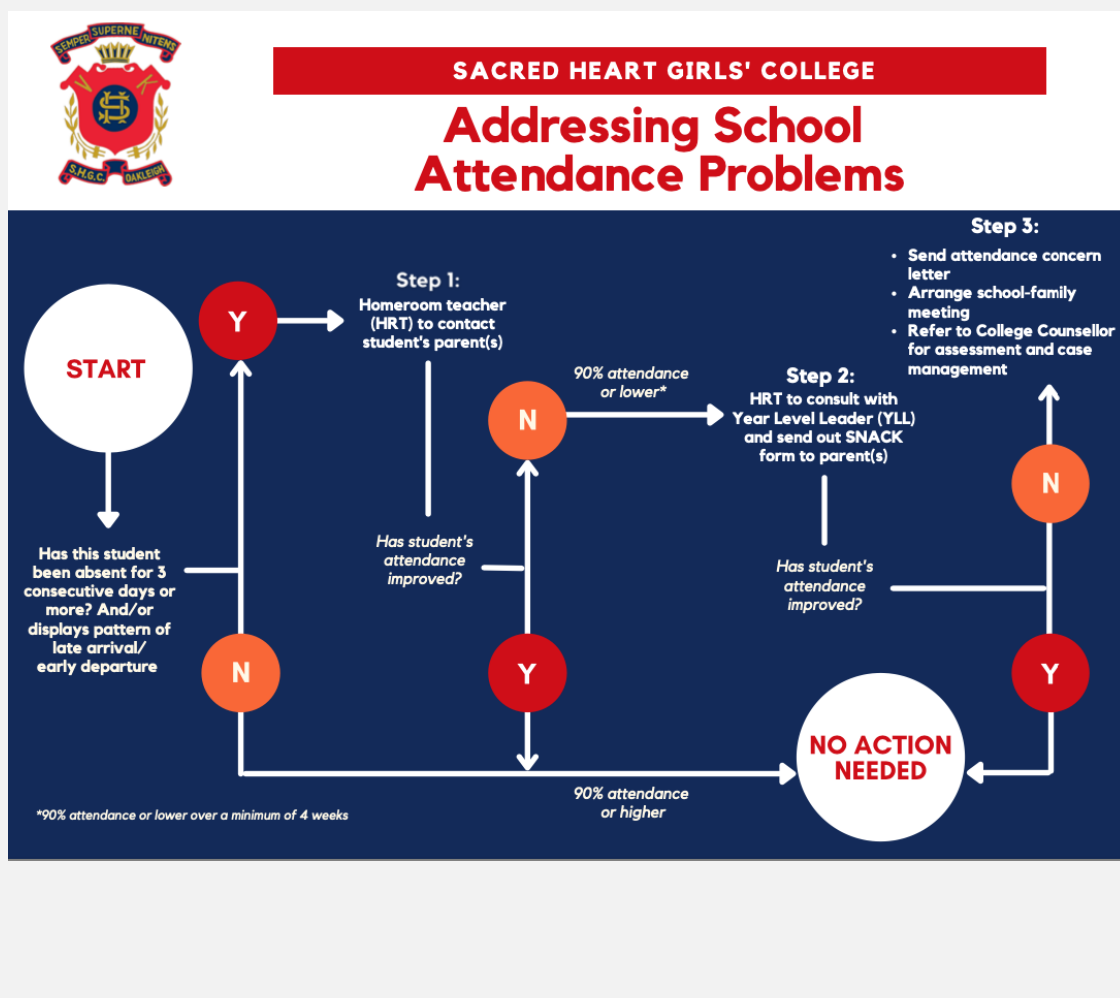 SEMPER SUPERNE NITENS
V K
S H
S.H.G.C. OAKLEIGH
SACRED HEART GIRLS' COLLEGE
Addressing School
Attendance Problems
START
Has this student
been absent for 3
consecutive days or
more? And/or
displays pattern of
late arrival/
early departure
Y
N
Step 1:
Homeroom teacher
(HRT) to contact
student's parent(s)
Has student's
attendance
improved?
N
Y
90% attendance
or lower*
Step 2:
HRT to consult with
Year Level Leader (YLL)
and send out SNACK
form to parent(s)
Has student's
attendance
improved?
Step 3:
• Send attendance concern
letter
• Arrange school-family
meeting
• Refer to College Counsellor
for assessment and case
management
N
Y
NO ACTION
NEEDED
90% attendance
or higher
*90% attendance or lower over a minimum of 4 weeks